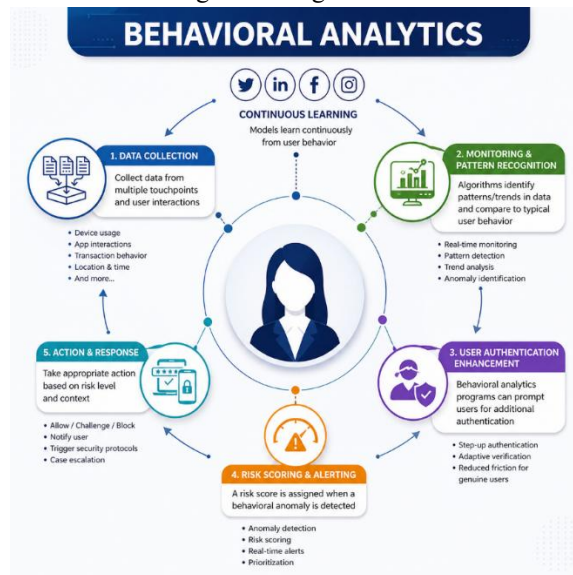 BEHAVIORAL ANALYTICS
CONTINUOUS LEARNING
Models learn continuously
from user behavior
1. DATA COLLECTION
Collect data from
multiple touchpoints
and user interactions
• Device usage
• App interactions
• Transaction behavior
• Location & time
• And more...
2. MONITORING &
PATTERN RECOGNITION
Algorithms identify
patterns/trends in data
and compare to typical
user behavior
• Real-time monitoring
• Pattern detection
• Trend analysis
• Anomaly identification
3. USER AUTHENTICATION
ENHANCEMENT
Behavioral analytics
programs can prompt
users for additional
authentication
• Step-up authentication
• Adaptive verification
• Reduced friction for
genuine users
4. RISK SCORING & ALERTING
A risk score is assigned when a
behavioral anomaly is detected
• Anomaly detection
• Risk scoring
• Real-time alerts
• Prioritization
5. ACTION & RESPONSE
Take appropriate action
based on risk level
and context
• Allow / Challenge / Block
• Notify user
• Trigger security protocols
• Case escalation